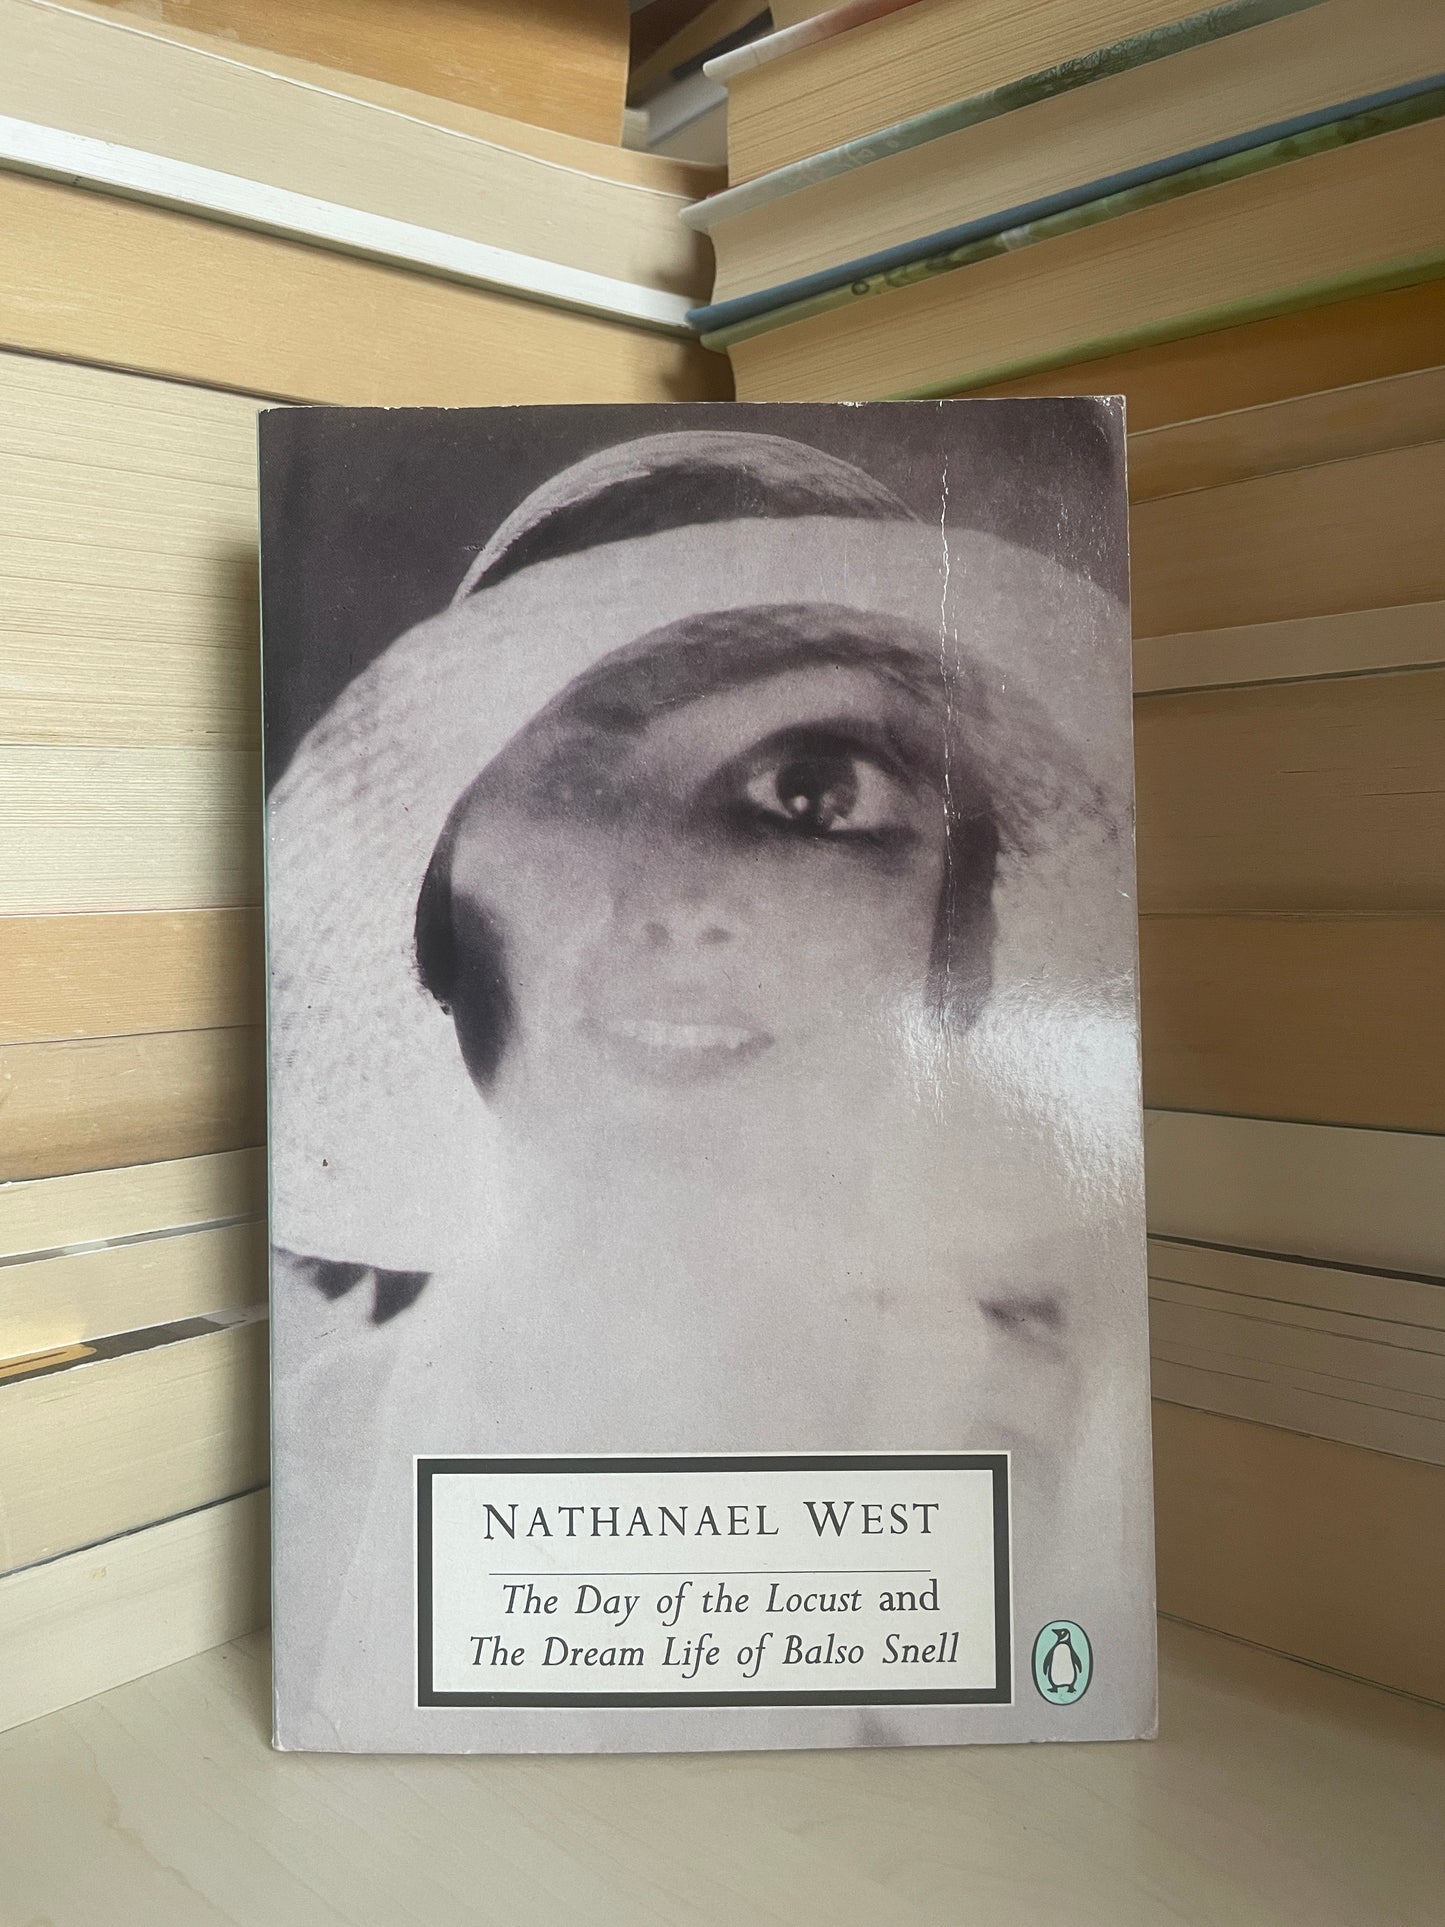 NATHANAEL WEST
The Day of the Locust and
The Dream Life of Balso Snell